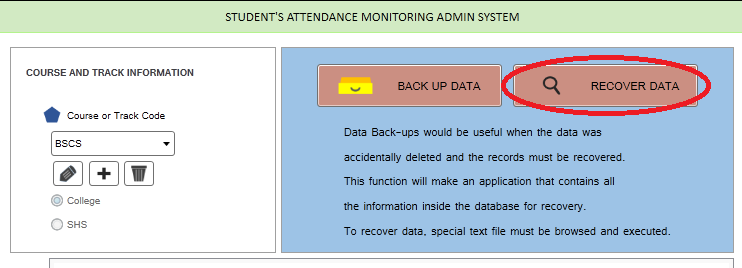 STUDENT'S ATTENDANCE MONITORING ADMIN SYSTEM
COURSE AND TRACK INFORMATION
Course or Track Code
BSCS
College
SHS
BACK UP DATA
RECOVER DATA
Data Back-ups would be useful when the data was
accidentally deleted and the records must be recovered.
This function will make an application that contains all
the information inside the database for recovery.
To recover data, special text file must be browsed and executed.